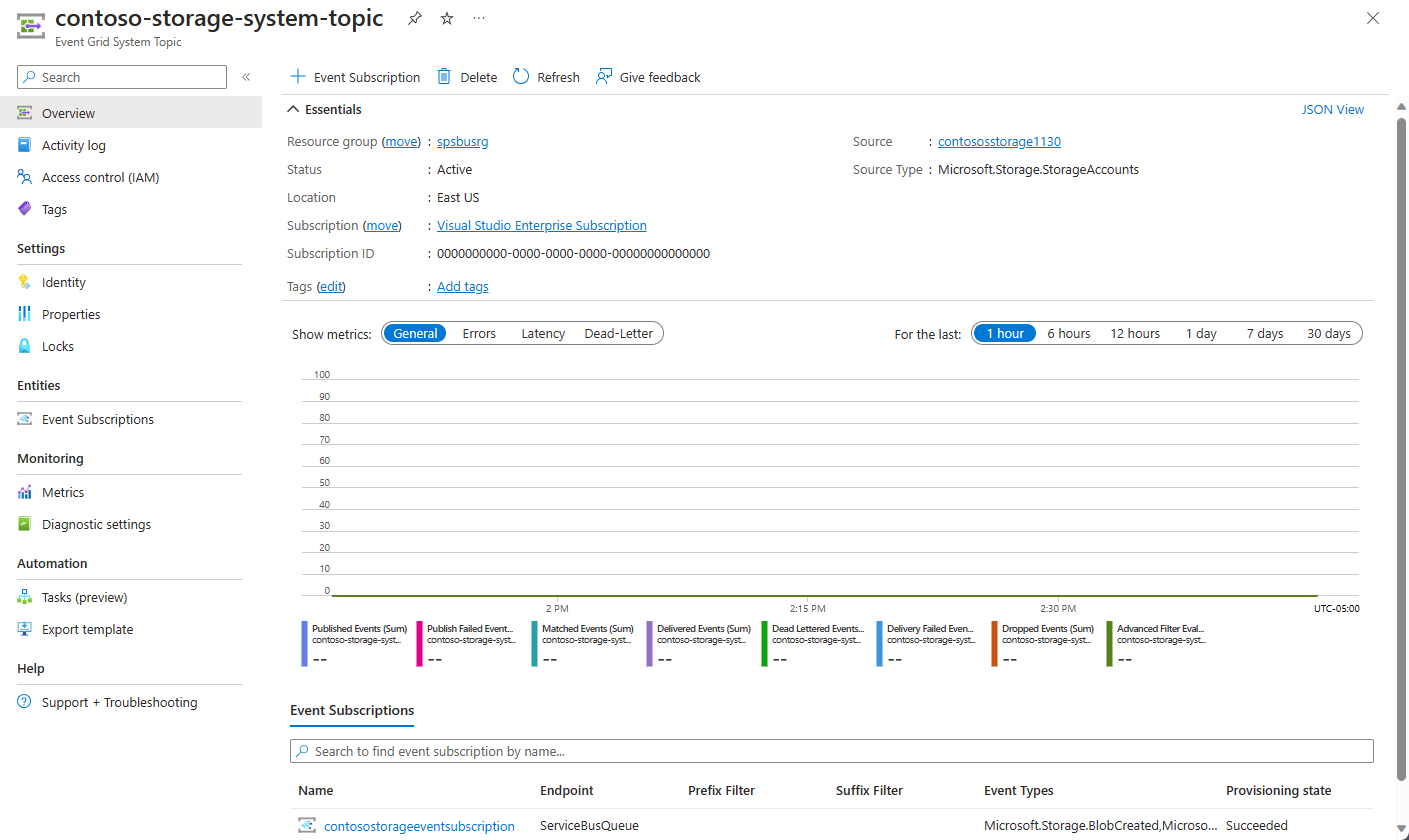 contoso-storage-system-topic
Event Grid System Topic
Search
Overview
Activity log
Access control (IAM)
Tags
Settings
Identity
Properties
Locks
Entities
Event Subscriptions
Monitoring
Metrics
Diagnostic settings
Automation
Tasks (preview)
Export template
Help
Support + Troubleshooting
Event Subscription Delete Refresh Give feedback
Essentials JSON View
Resource group (move) : spsbusrg Source : contososstorage1130
Status : Active Source Type : Microsoft.Storage.StorageAccounts
Location : East US
Subscription (move) : Visual Studio Enterprise Subscription
Subscription ID : 0000000000-0000-0000-0000-00000000000000
Tags (edit) : Add tags
Show metrics: General Errors Latency Dead-Letter For the last: 1 hour 6 hours 12 hours 1 day 7 days 30 days
100
90
80
70
60
50
40
30
20
10
0
2 PM 2:15 PM 2:30 PM UTC-05:00
Published Events (Sum) Publish Failed Event... Matched Events (Sum) Delivered Events (Sum) Dead Lettered Events... Delivery Failed Even... Dropped Events (Sum) Advanced Filter Eval...
contoso-storage-syst... contoso-storage-syst... contoso-storage-syst... contoso-storage-syst... contoso-storage-syst... contoso-storage-syst... contoso-storage-syst... contoso-storage-syst...
-- -- -- -- -- -- -- --
Event Subscriptions
Search to find event subscription by name...
Name Endpoint Prefix Filter Suffix Filter Event Types Provisioning state
contosostorageeventsubscription ServiceBusQueue Microsoft.Storage.BlobCreated,Microso... Succeeded